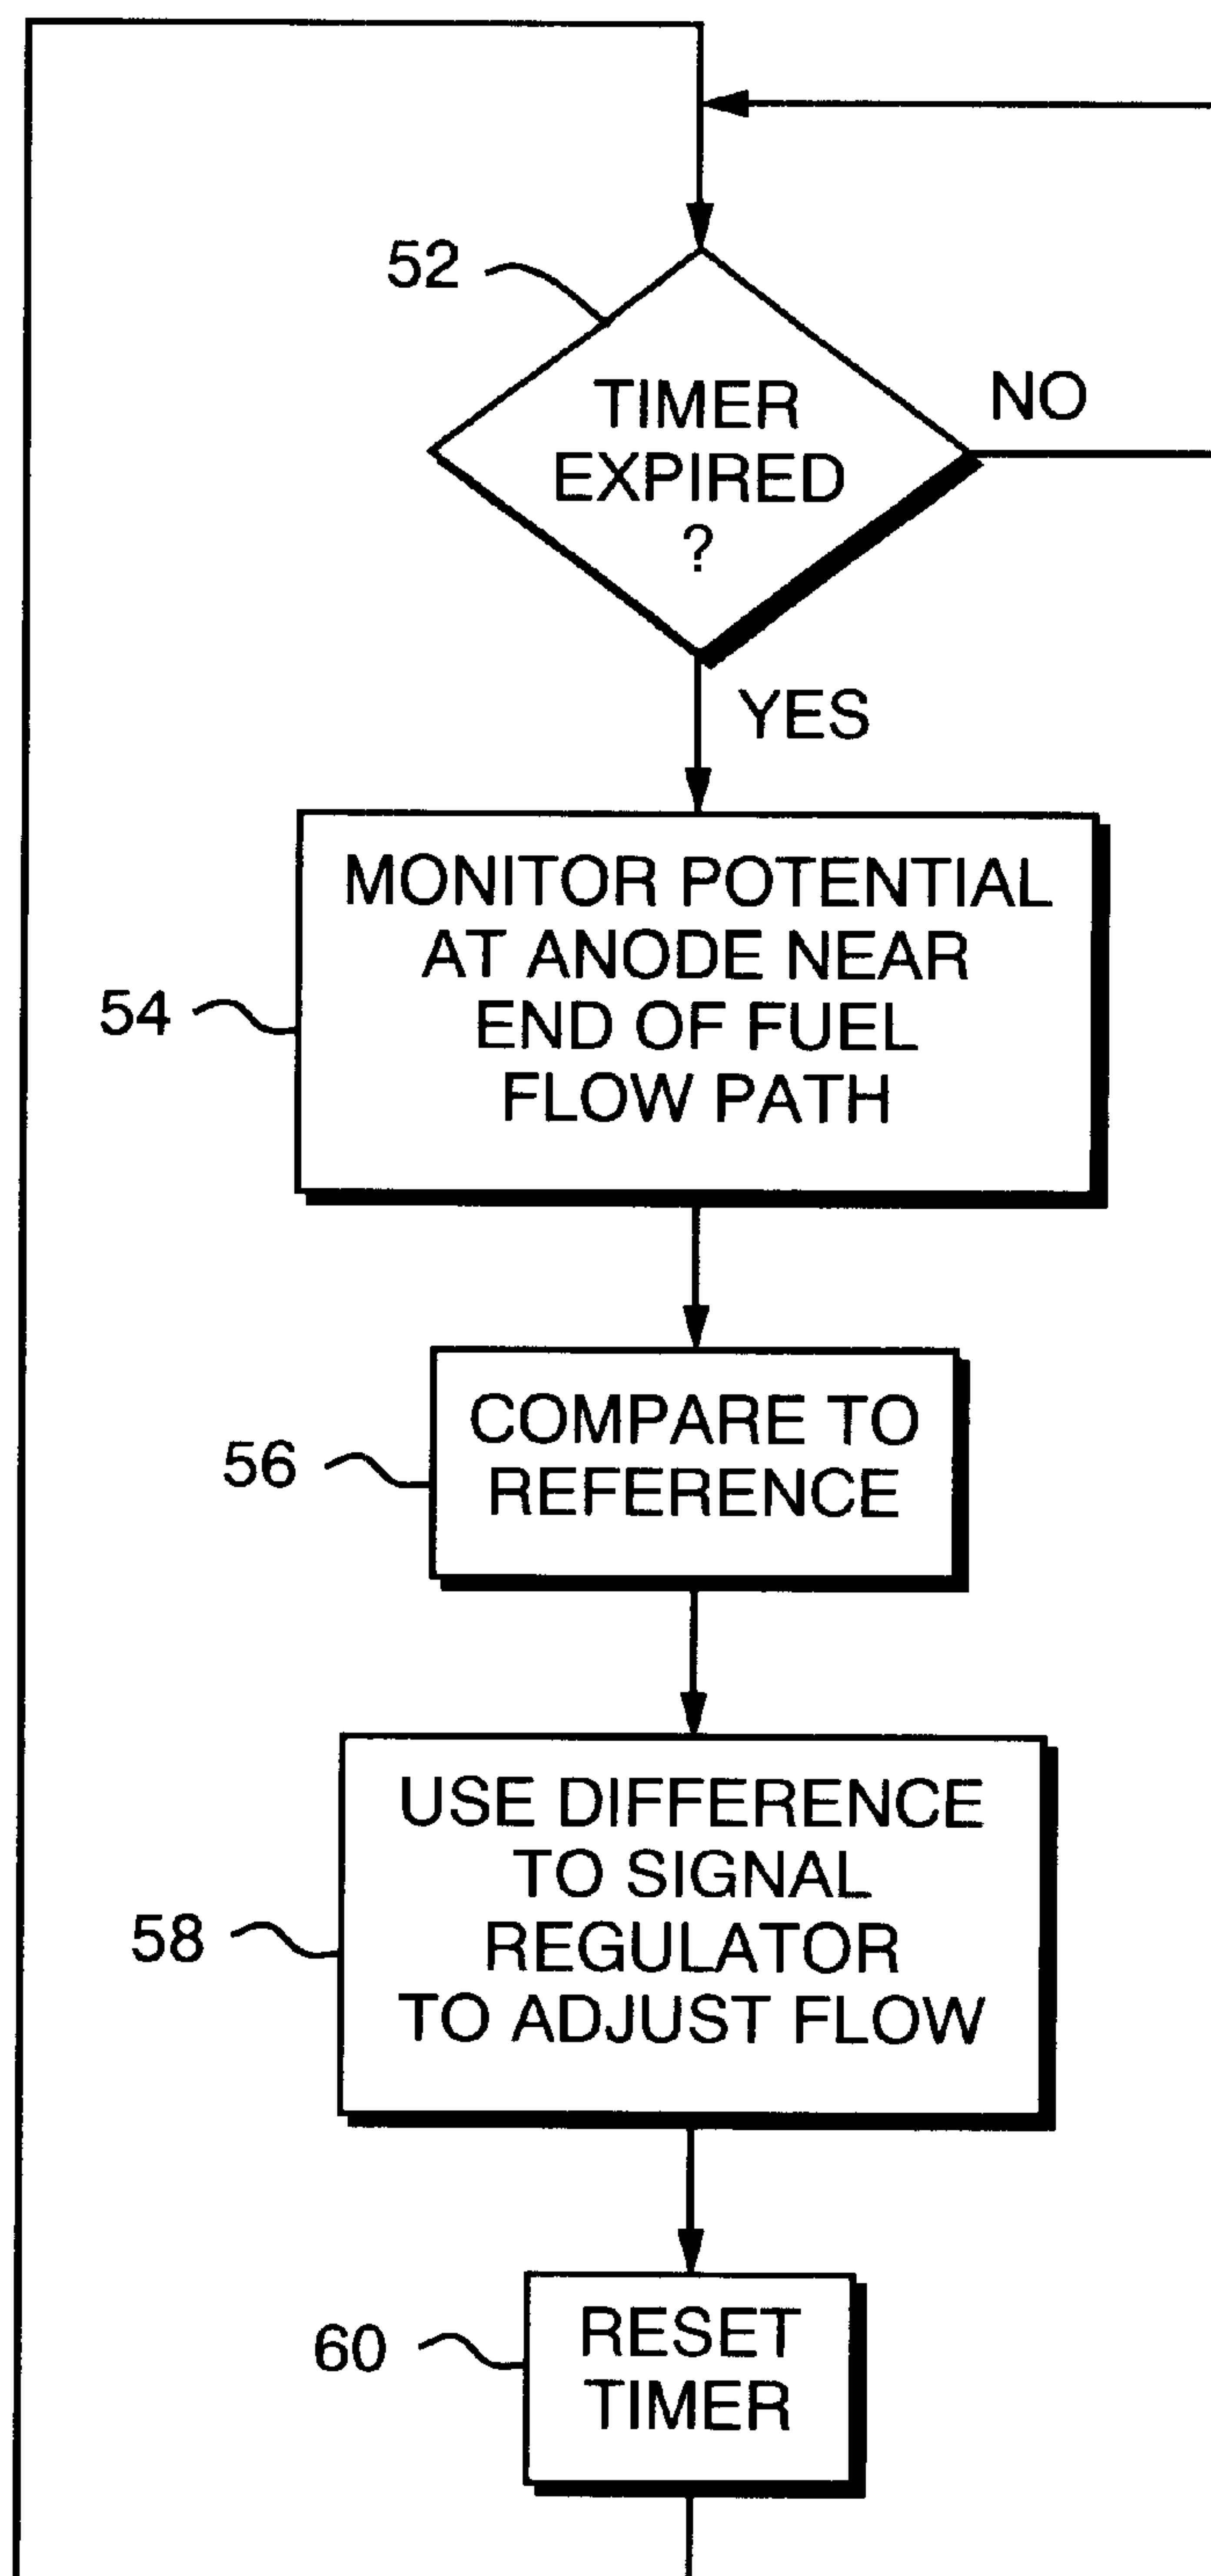 52
TIMER
EXPIRED
?
NO
YES
54
MONITOR POTENTIAL
AT ANODE NEAR
END OF FUEL
FLOW PATH
56
COMPARE TO
REFERENCE
58
USE DIFFERENCE
TO SIGNAL
REGULATOR
TO ADJUST FLOW
60
RESET
TIMER